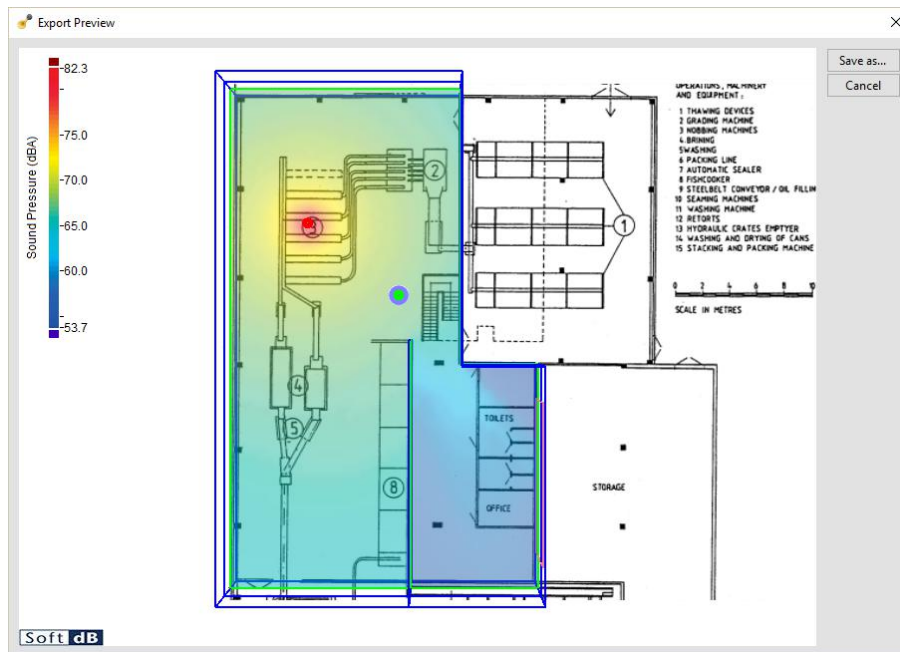 Export Preview
Save as...
Cancel
Sound Pressure (dBA)
82.3
75.0
70.0
65.0
60.0
53.7
OPERATIONS, MACHINERY
AND EQUIPMENT:
1 THAWING DEVICES
2 GRADING MACHINE
3 NOBBING MACHINES
4 BRINING
5 WASHING
6 PACKING LINE
7 AUTOMATIC SEALER
8 FISHCOOKER
9 STEELBELT CONVEYOR / OIL FILLIN
10 SEAMING MACHINES
11 WASHING MACHINE
12 RETORTS
13 HYDRAULIC CRATES EMPTYER
14 WASHING AND DRYING OF CANS
15 STACKING AND PACKING MACHINE
0 2 4 6 8 10
SCALE IN METRES
2
1
3
4
5
8
TOILETS
OFFICE
STORAGE
Soft dB